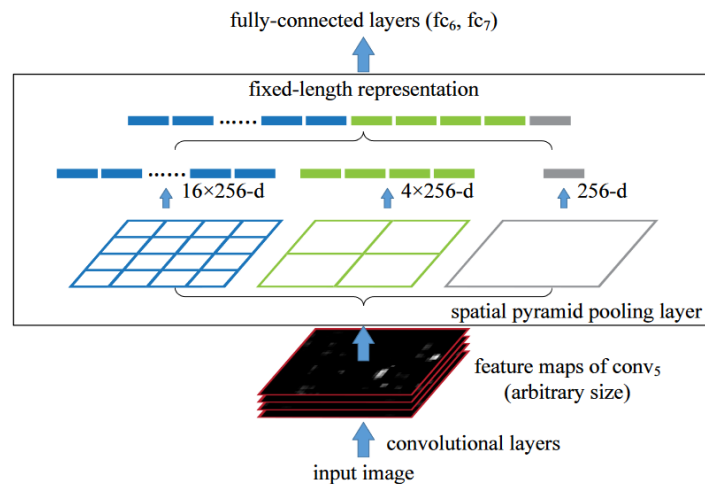 fully-connected layers (fc₆, fc₇)
fixed-length representation
......
......
16×256-d
4×256-d
256-d
spatial pyramid pooling layer
feature maps of conv₅
(arbitrary size)
convolutional layers
input image